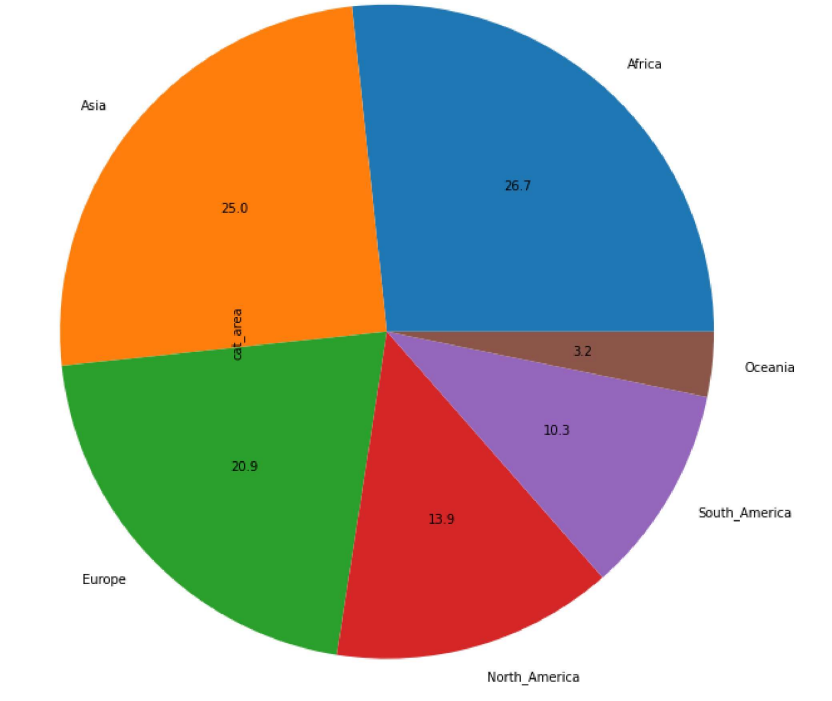 Africa
Asia
26.7
25.0
cat_area
3.2
Oceania
10.3
20.9
South_America
13.9
Europe
North_America